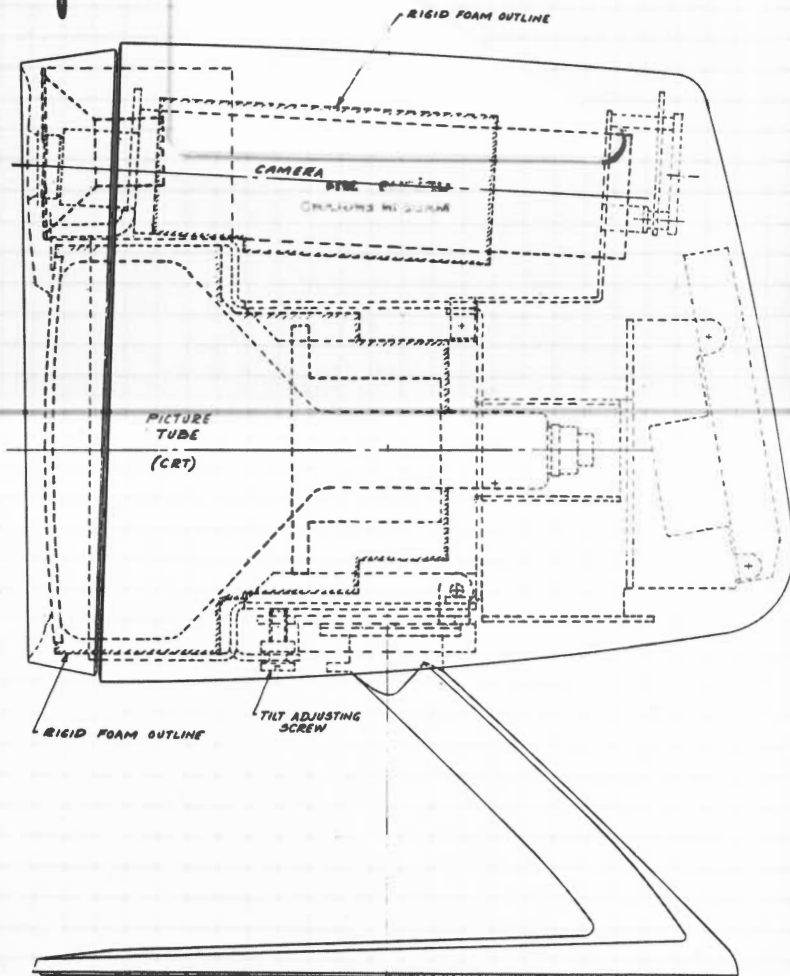 RIGID FOAM OUTLINE
CAMERA
PICTURE
TUBE
(CRT)
RIGID FOAM OUTLINE
TILT ADJUSTING
SCREW